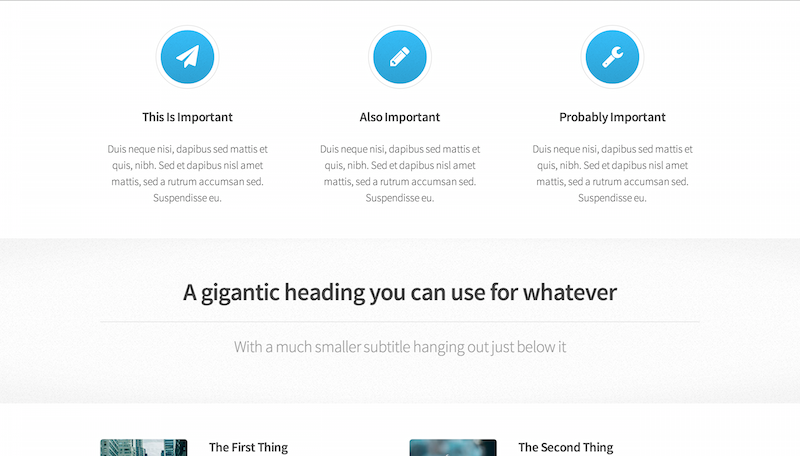 This Is Important
Duis neque nisi, dapibus sed mattis et
quis, nibh. Sed et dapibus nisl amet
mattis, sed a rutrum accumsan sed.
Suspendisse eu.
Also Important
Duis neque nisi, dapibus sed mattis et
quis, nibh. Sed et dapibus nisl amet
mattis, sed a rutrum accumsan sed.
Suspendisse eu.
Probably Important
Duis neque nisi, dapibus sed mattis et
quis, nibh. Sed et dapibus nisl amet
mattis, sed a rutrum accumsan sed.
Suspendisse eu.
A gigantic heading you can use for whatever
With a much smaller subtitle hanging out just below it
The First Thing
The Second Thing